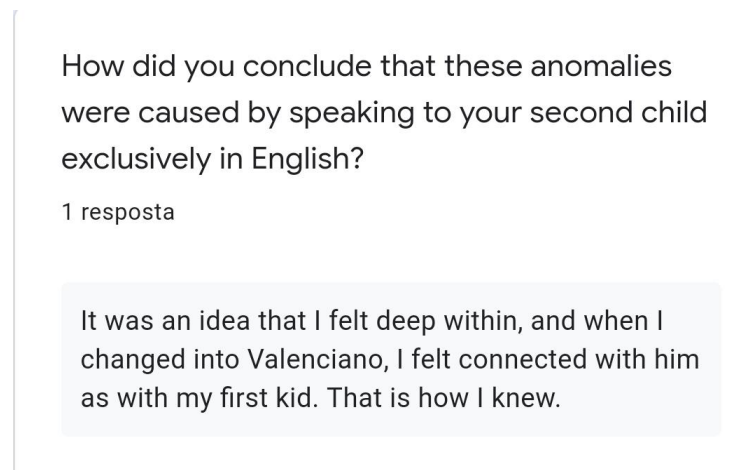 How did you conclude that these anomalies
were caused by speaking to your second child
exclusively in English?
1 resposta
It was an idea that I felt deep within, and when I
changed into Valenciano, I felt connected with him
as with my first kid. That is how I knew.